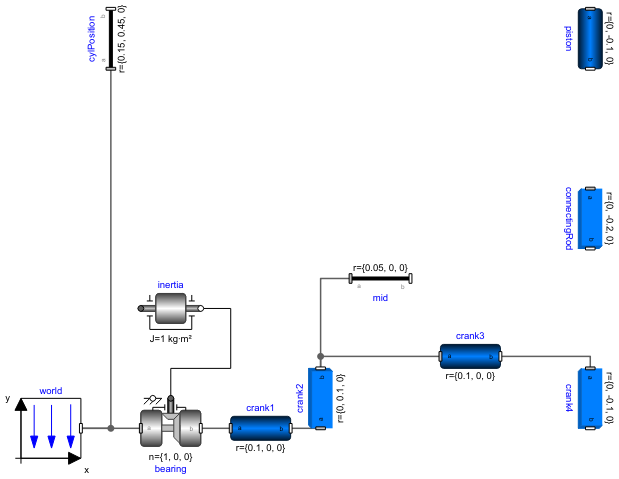 b
cylPosition
a
r={0.15, 0.45, 0}
piston
a
b
r={0, -0.1, 0}
connectingRod
a
b
r={0, -0.2, 0}
r={0.05, 0, 0}
a b
mid
inertia
J=1 kg·m²
crank3
a b
r={0.1, 0, 0}
world
y
x
a b
n={1, 0, 0}
bearing
crank1
a b
r={0.1, 0, 0}
crank2
b
a
r={0, 0.1, 0}
crank4
a
b
r={0, -0.1, 0}